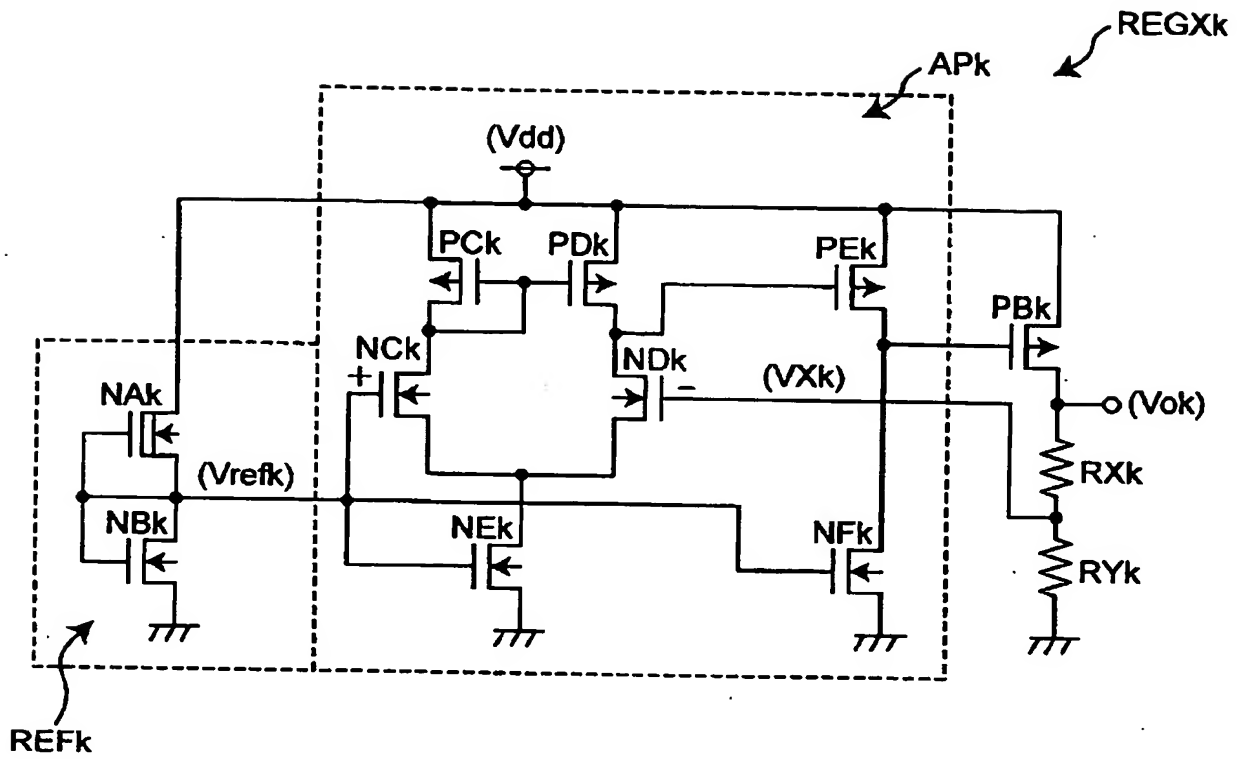 REGXk
APk
(Vdd)
PCk
PDk
PEk
PBk
NCk
+
NDk
-
(VXk)
(Vok)
NAk
(Vrefk)
RXk
NBk
NEk
NFk
RYk
REFk